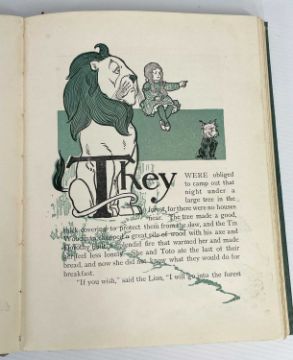 They WERE obliged
to camp out that
night under a
large tree in the
forest, for there were no houses
near. The tree made a good,
thick covering to protect them from the dew, and the Tin
Woodman chopped a great pile of wood with his axe and
splendid fire that warmed her and made
her feel less lonely. She and Toto ate the last of their
bread, and now she did not know what they would do for
breakfast.
"If you wish," said the Lion, "I will go into the forest